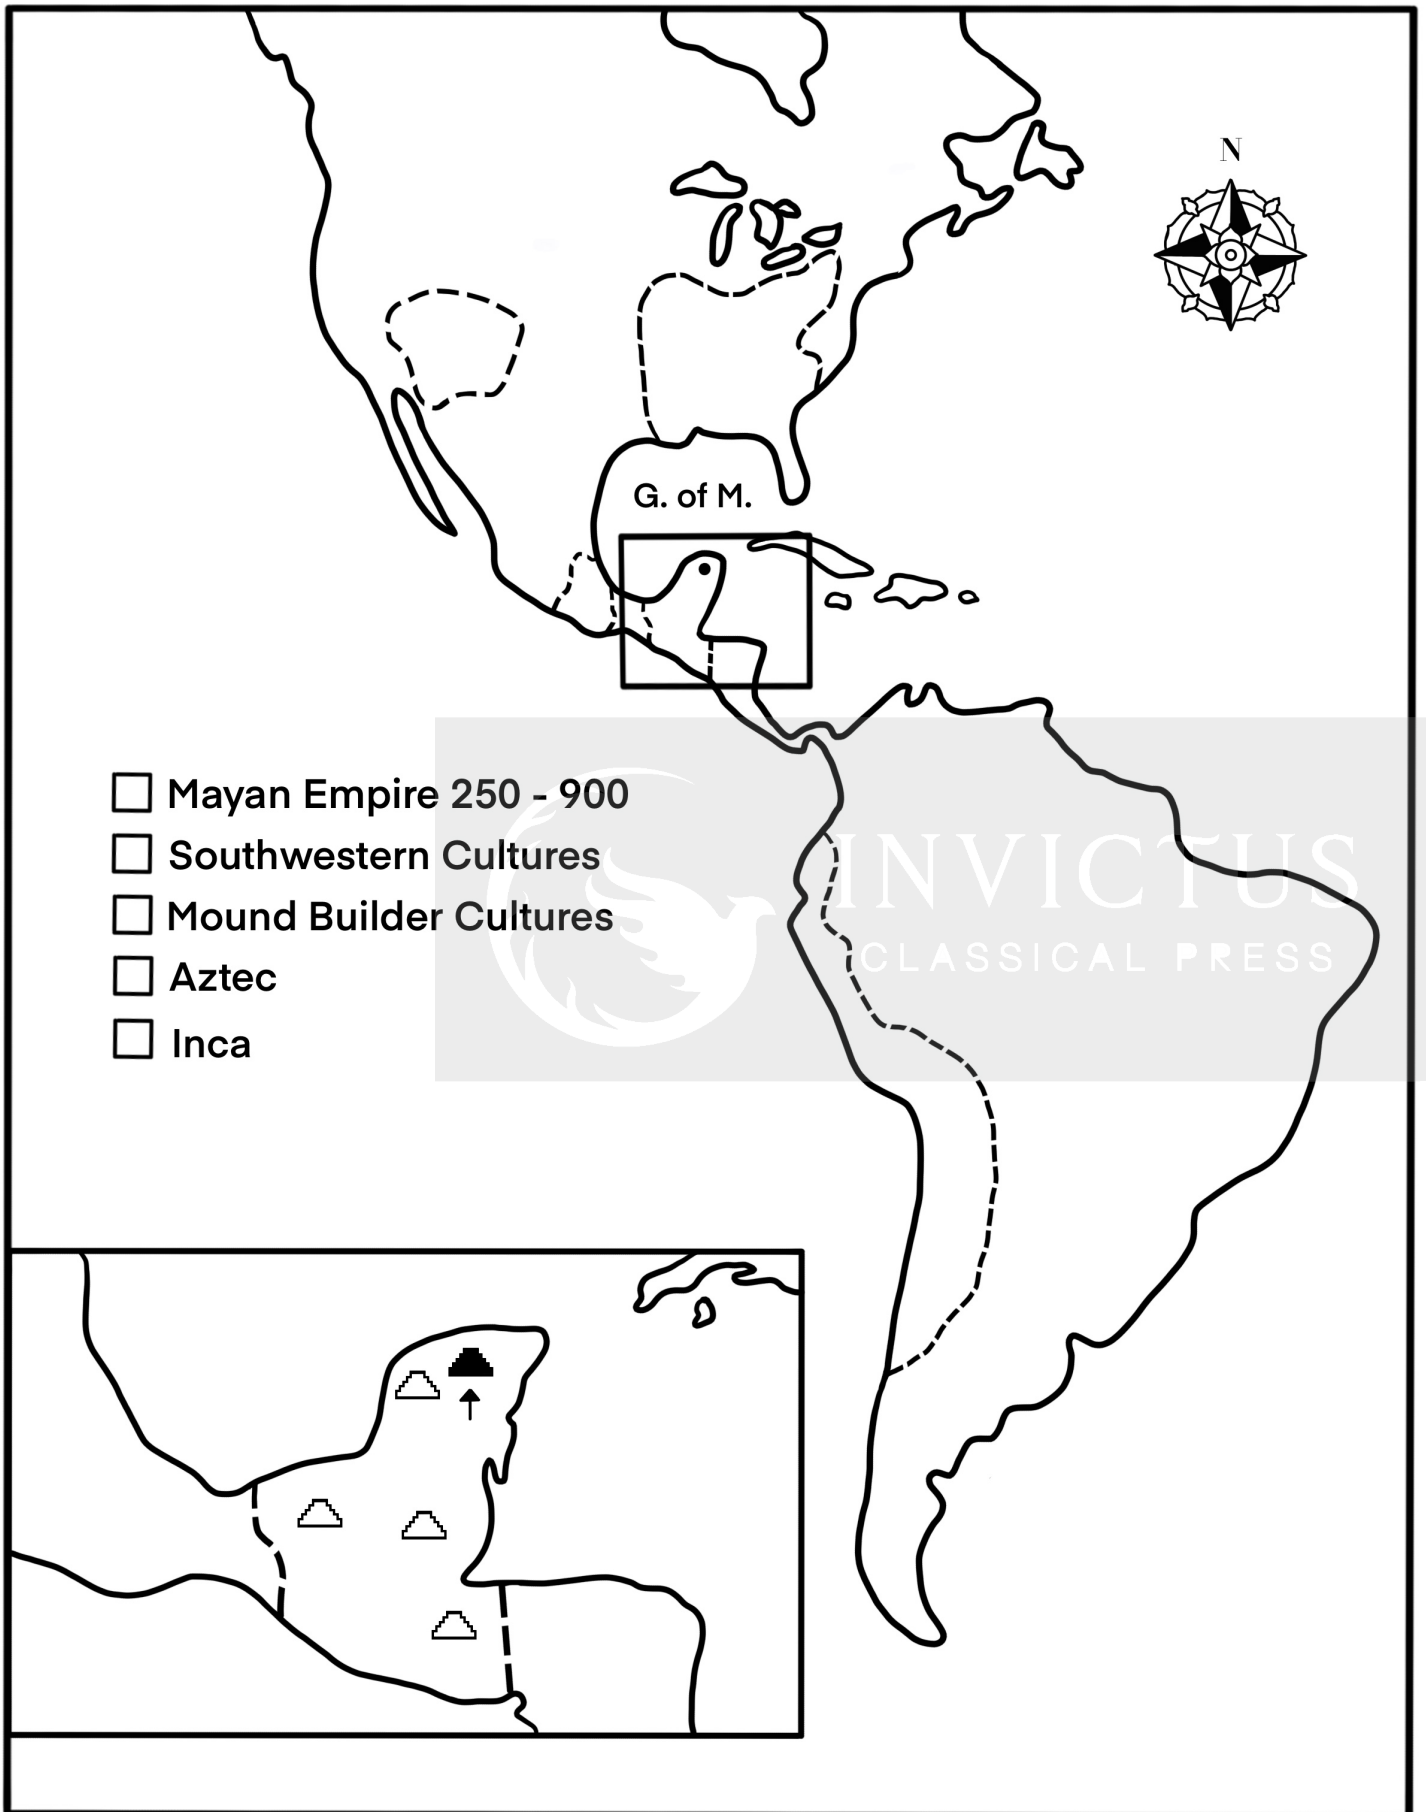 N
G. of M.
Mayan Empire 250 - 900
Southwestern Cultures
Mound Builder Cultures
Aztec
Inca
INVICTUS
CLASSICAL PRESS